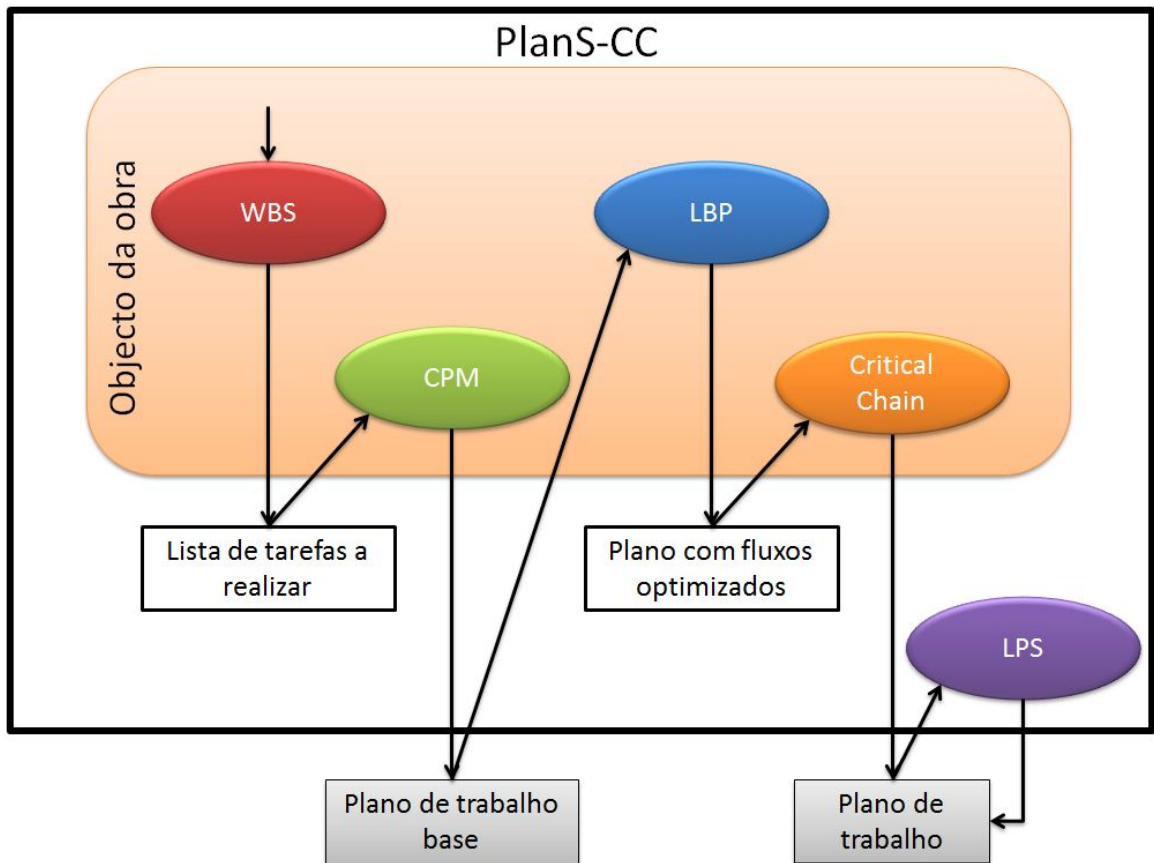 PlanS-CC
Objecto da obra
WBS
LBP
CPM
Critical
Chain
Lista de tarefas a
realizar
Plano com fluxos
optimizados
LPS
Plano de trabalho
base
Plano de
trabalho